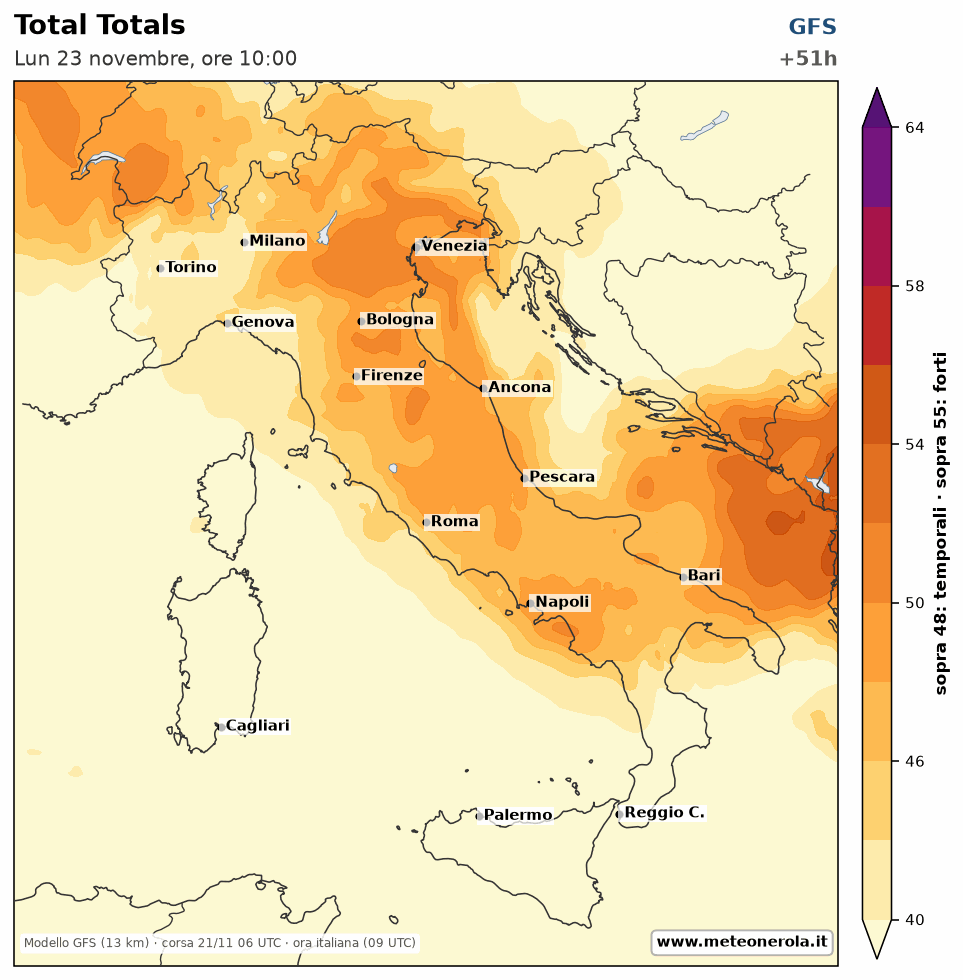 Total Totals
GFS
Lun 23 novembre, ore 10:00
+51h
Milano
Venezia
Torino
Genova
Bologna
Firenze
Ancona
Pescara
Roma
Bari
Napoli
Cagliari
Palermo
Reggio C.
64
58
54
50
46
40
sopra 48: temporali · sopra 55: forti
Modello GFS (13 km) · corsa 21/11 06 UTC · ora italiana (09 UTC)
www.meteonerola.it